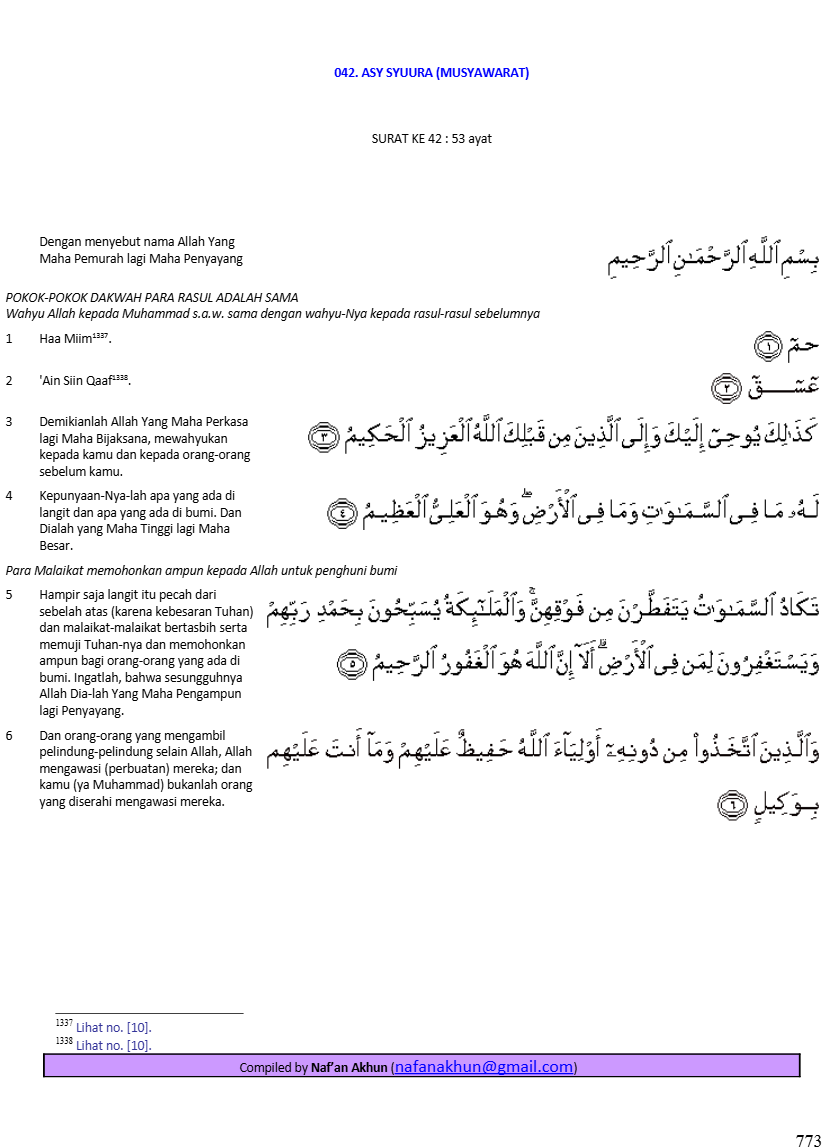 042. ASY SYUURA (MUSYAWARAT)
SURAT KE 42 : 53 ayat
Dengan menyebut nama Allah Yang
Maha Pemurah lagi Maha Penyayang
بِسْمِ ٱللَّهِ ٱلرَّحْمَـٰنِ ٱلرَّحِيمِ
POKOK-POKOK DAKWAH PARA RASUL ADALAH SAMA
Wahyu Allah kepada Muhammad s.a.w. sama dengan wahyu-Nya kepada rasul-rasul sebelumnya
1 Haa Miim1337.
حمٓ ١
2 'Ain Siin Qaaf1338.
عٓسٓقٓ ٢
3 Demikianlah Allah Yang Maha Perkasa
lagi Maha Bijaksana, mewahyukan
kepada kamu dan kepada orang-orang
sebelum kamu.
كَذَٰلِكَ يُوحِىٓ إِلَيْكَ وَإِلَى ٱلَّذِينَ مِن قَبْلِكَ ٱللَّهُ ٱلْعَزِيزُ ٱلْحَكِيمُ ٣
4 Kepunyaan-Nya-lah apa yang ada di
langit dan apa yang ada di bumi. Dan
Dialah yang Maha Tinggi lagi Maha
Besar.
لَهُۥ مَا فِى ٱلسَّمَـٰوَٰتِ وَمَا فِى ٱلْأَرْضِ ۖ وَهُوَ ٱلْعَلِىُّ ٱلْعَظِيمُ ٤
Para Malaikat memohonkan ampun kepada Allah untuk penghuni bumi
5 Hampir saja langit itu pecah dari
sebelah atas (karena kebesaran Tuhan)
dan malaikat-malaikat bertasbih serta
memuji Tuhan-nya dan memohonkan
ampun bagi orang-orang yang ada di
bumi. Ingatlah, bahwa sesungguhnya
Allah Dia-lah Yang Maha Pengampun
lagi Penyayang.
تَكَادُ ٱلسَّمَـٰوَٰتُ يَتَفَطَّرْنَ مِن فَوْقِهِنَّ ۚ وَٱلْمَلَـٰٓئِكَةُ يُسَبِّحُونَ بِحَمْدِ رَبِّهِمْ
وَيَسْتَغْفِرُونَ لِمَن فِى ٱلْأَرْضِ ۗ أَلَآ إِنَّ ٱللَّهَ هُوَ ٱلْغَفُورُ ٱلرَّحِيمُ ٥
6 Dan orang-orang yang mengambil
pelindung-pelindung selain Allah, Allah
mengawasi (perbuatan) mereka; dan
kamu (ya Muhammad) bukanlah orang
yang diserahi mengawasi mereka.
وَٱلَّذِينَ ٱتَّخَذُوا۟ مِن دُونِهِۦٓ أَوْلِيَآءَ ٱللَّهُ حَفِيظٌ عَلَيْهِمْ وَمَآ أَنتَ عَلَيْهِم
بِوَكِيلٍ ٦
1337 Lihat no. [10].
1338 Lihat no. [10].
Compiled by Naf’an Akhun (nafanakhun@gmail.com)
773